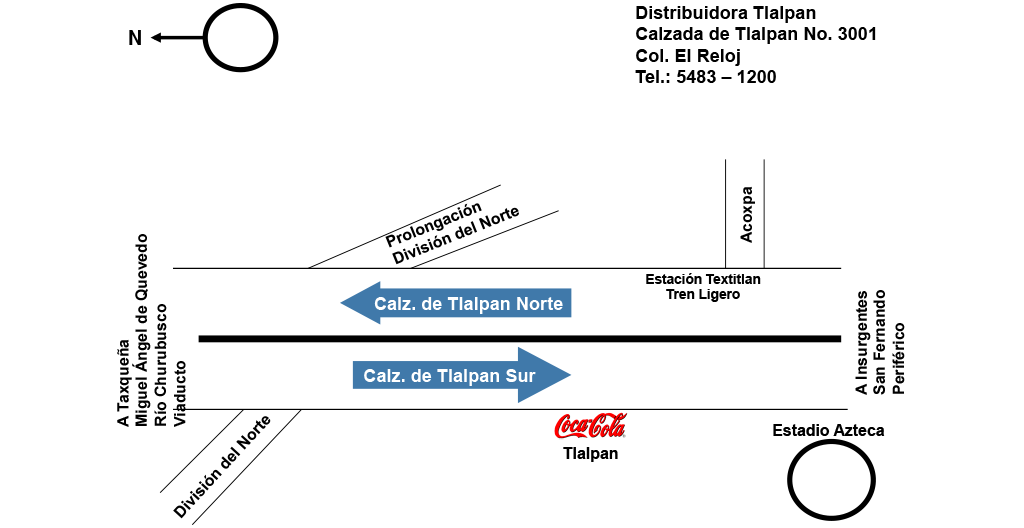 N
Distribuidora Tlalpan
Calzada de Tlalpan No. 3001
Col. El Reloj
Tel.: 5483 – 1200
Prolongación
División del Norte
Acoxpa
Estación Textitlan
Tren Ligero
Calz. de Tlalpan Norte
Calz. de Tlalpan Sur
A Taxqueña
Miguel Ángel de Quevedo
Río Churubusco
Viaducto
A Insurgentes
San Fernando
Periférico
División del Norte
Coca-Cola
Tlalpan
Estadio Azteca